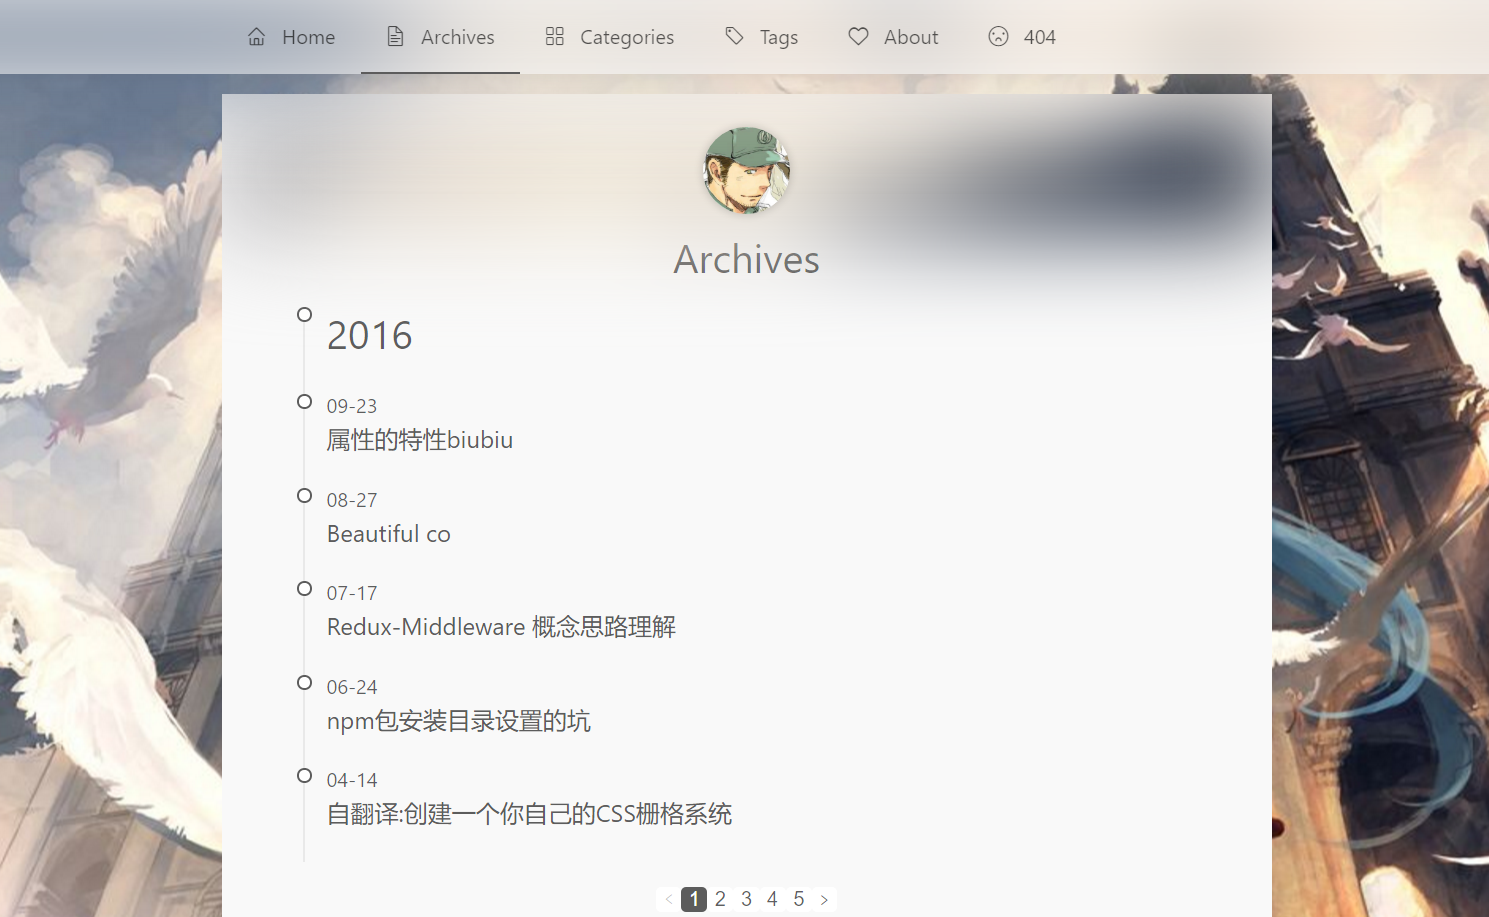 Home Archives Categories Tags About 404
Archives
2016
09-23
属性的特性biubiu
08-27
Beautiful co
07-17
Redux-Middleware 概念思路理解
06-24
npm包安装目录设置的坑
04-14
自翻译:创建一个你自己的CSS栅格系统
< 1 2 3 4 5 >